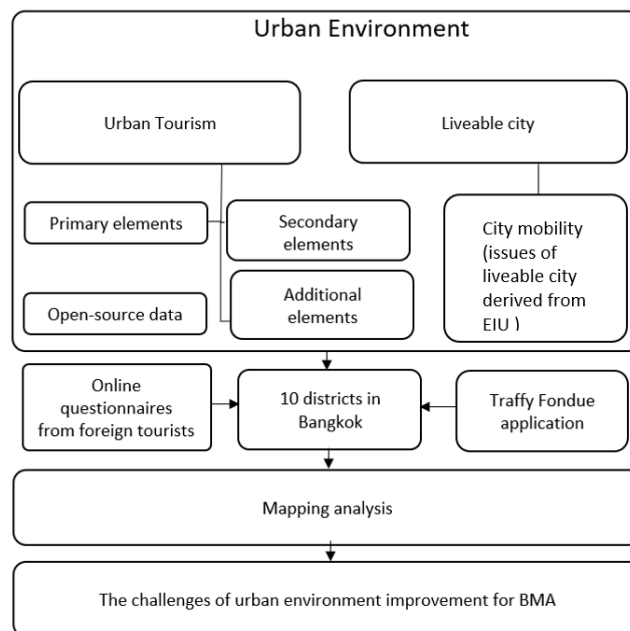 Urban Environment
Urban Tourism
Liveable city
Primary elements
Secondary
elements
City mobility
(issues of
liveable city
derived from
EIU )
Open-source data
Additional
elements
Online
questionnaires
from foreign tourists
10 districts in
Bangkok
Traffy Fondue
application
Mapping analysis
The challenges of urban environment improvement for BMA